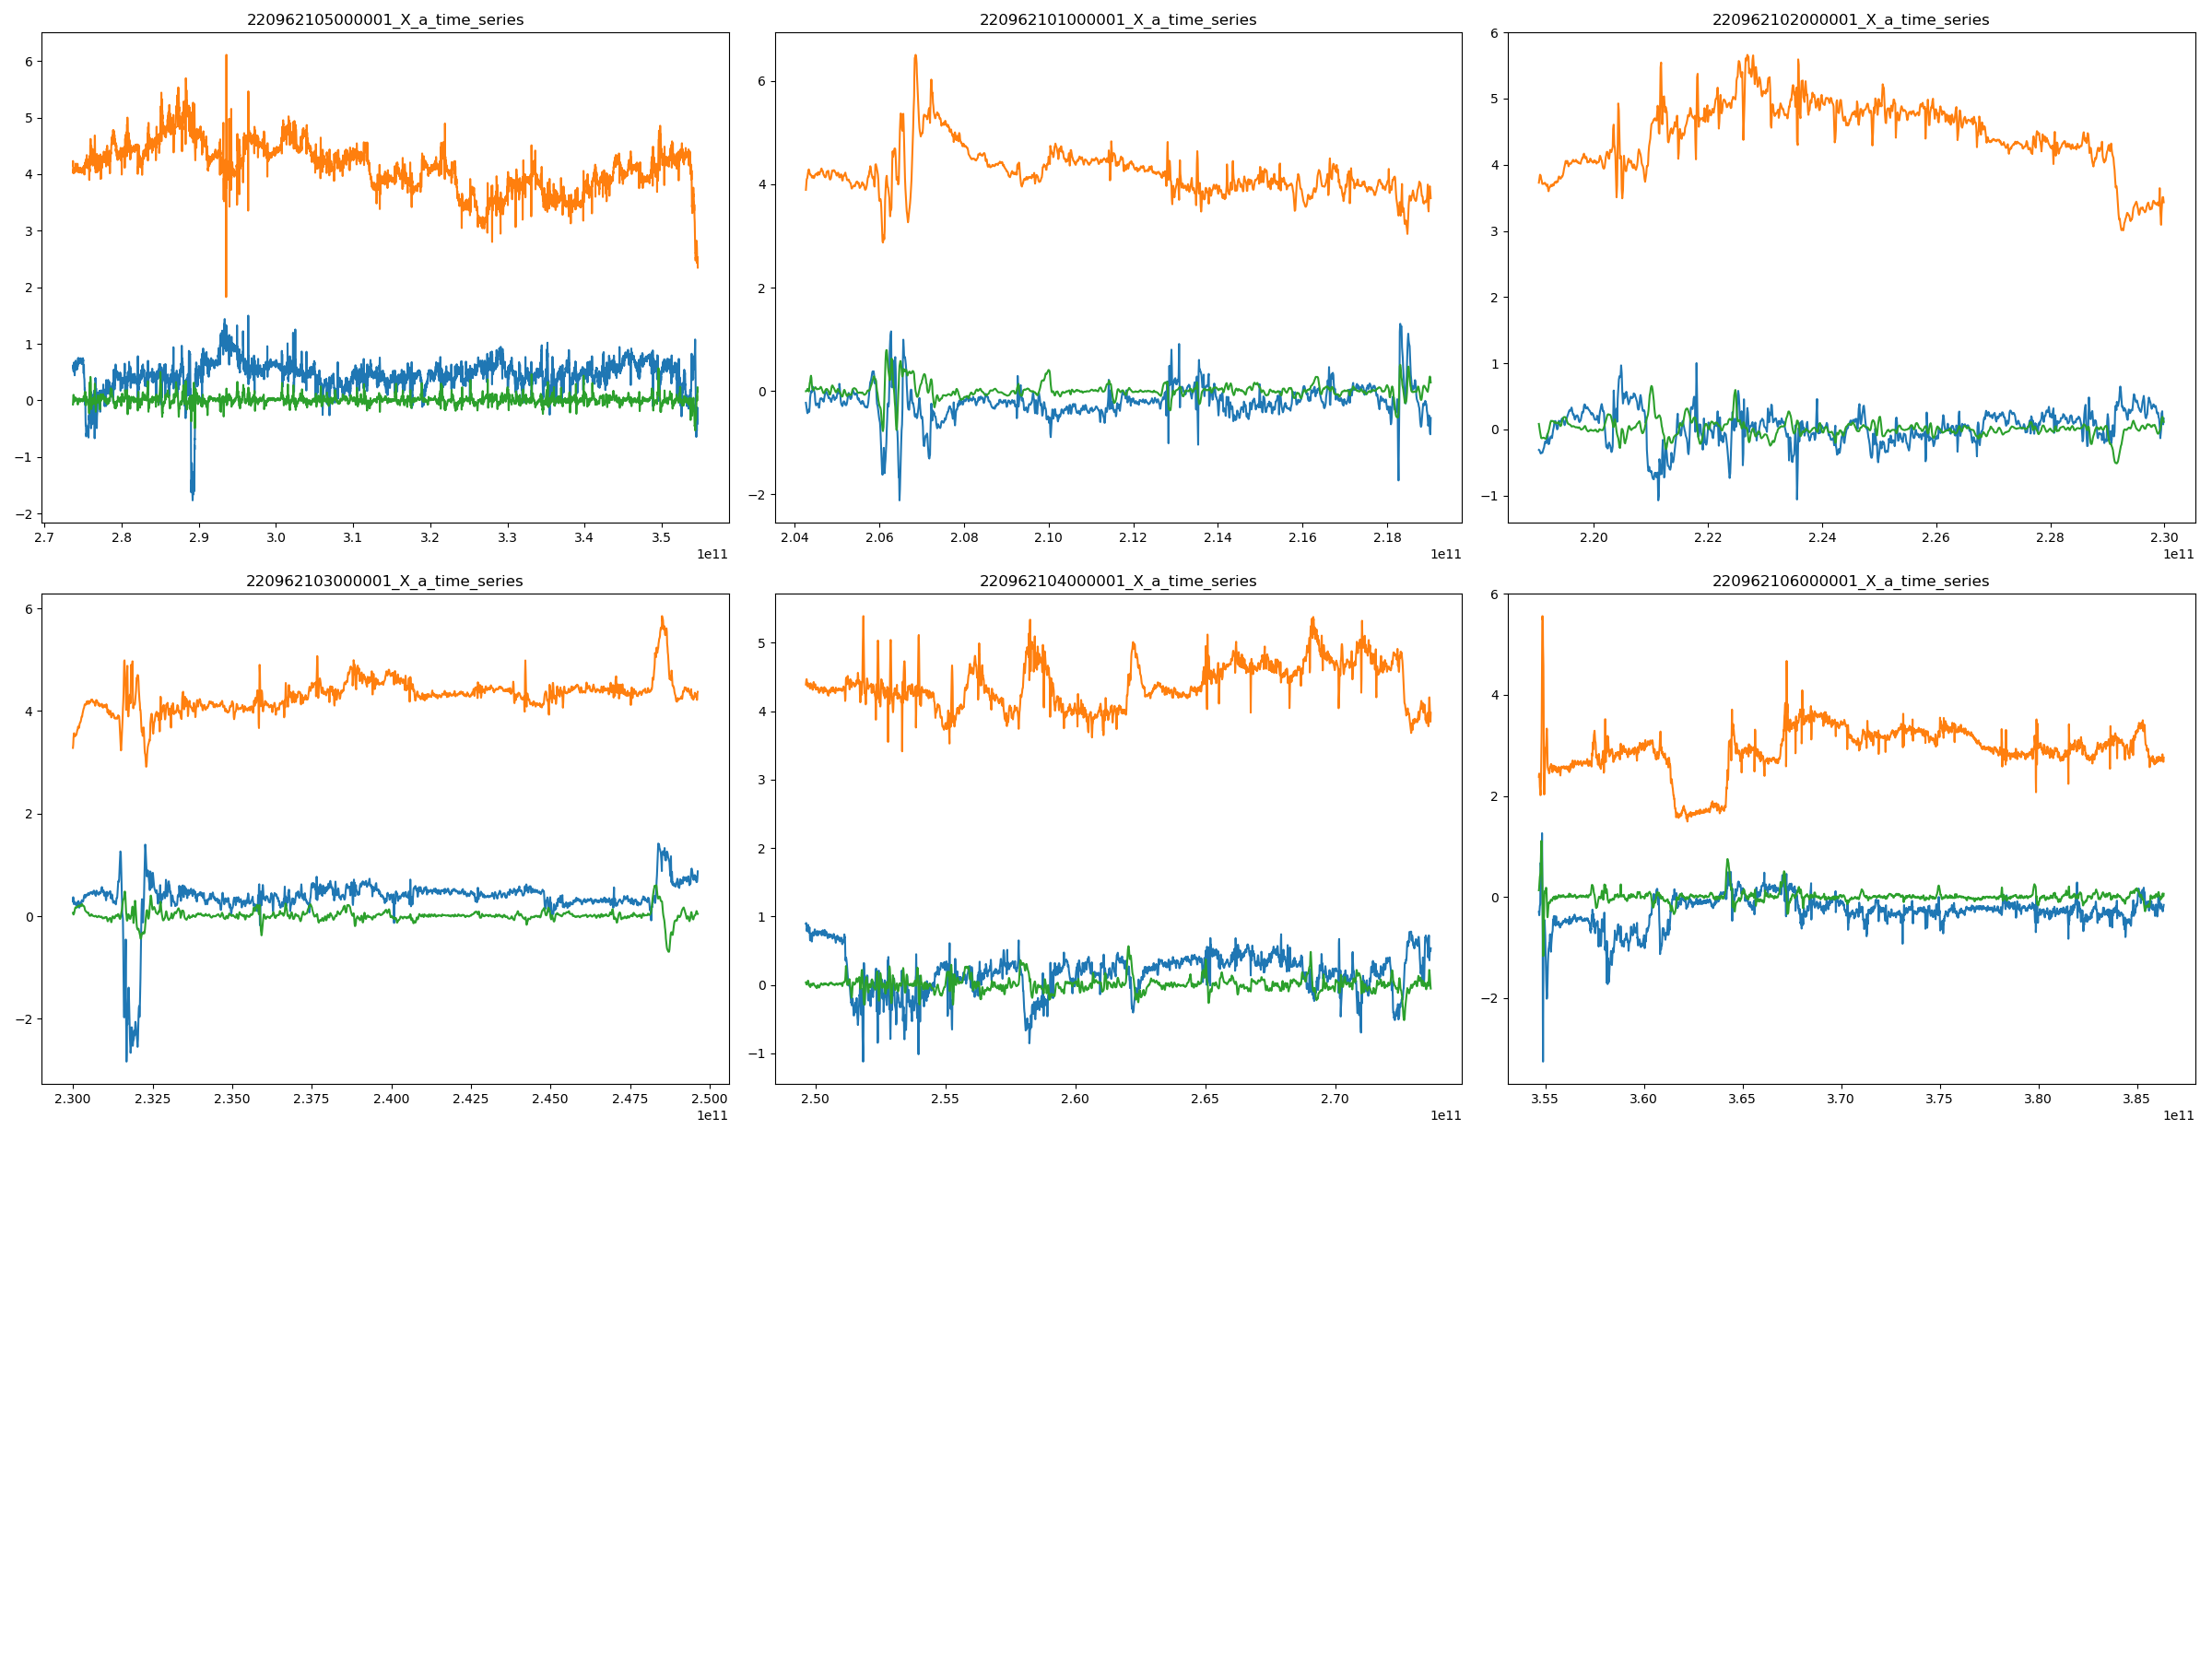 220962105000001_X_a_time_series
6
5
4
3
2
1
0
−1
−2
2.7 2.8 2.9 3.0 3.1 3.2 3.3 3.4 3.5
1e11
220962101000001_X_a_time_series
6
4
2
0
−2
2.04 2.06 2.08 2.10 2.12 2.14 2.16 2.18
1e11
220962102000001_X_a_time_series
6
5
4
3
2
1
0
−1
2.20 2.22 2.24 2.26 2.28 2.30
1e11
220962103000001_X_a_time_series
6
4
2
0
−2
2.300 2.325 2.350 2.375 2.400 2.425 2.450 2.475 2.500
1e11
220962104000001_X_a_time_series
5
4
3
2
1
0
−1
2.50 2.55 2.60 2.65 2.70
1e11
220962106000001_X_a_time_series
6
4
2
0
−2
3.55 3.60 3.65 3.70 3.75 3.80 3.85
1e11